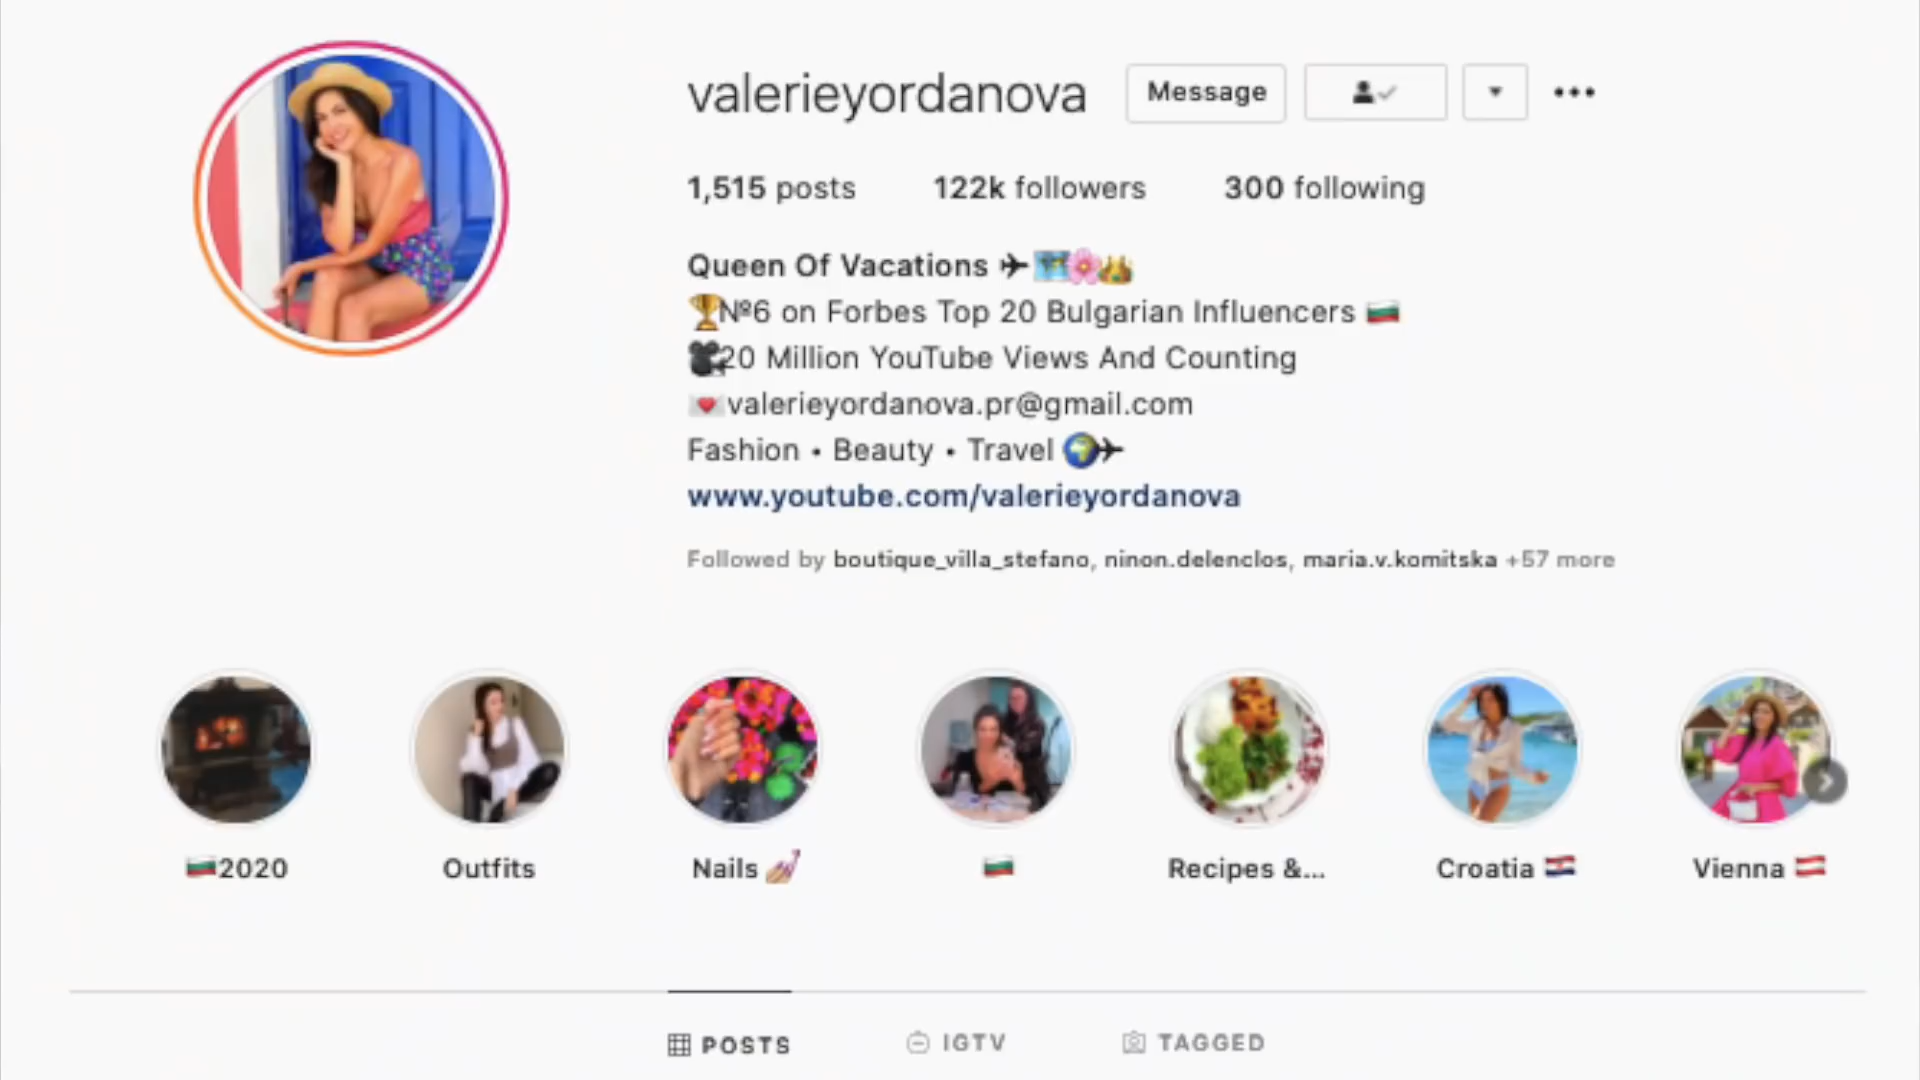 valerieyordanova Message
1,515 posts 122k followers 300 following
Queen Of Vacations ✈🗺️🌸👑
🏆№6 on Forbes Top 20 Bulgarian Influencers 🇧🇬
🎥20 Million YouTube Views And Counting
💌valerieyordanova.pr@gmail.com
Fashion • Beauty • Travel 🌍✈
www.youtube.com/valerieyordanova
Followed by boutique_villa_stefano, ninon.delenclos, maria.v.komitska +57 more
🇧🇬2020 Outfits Nails 💅 🇧🇬 Recipes &... Croatia 🇭🇷 Vienna 🇦🇹
POSTS IGTV TAGGED